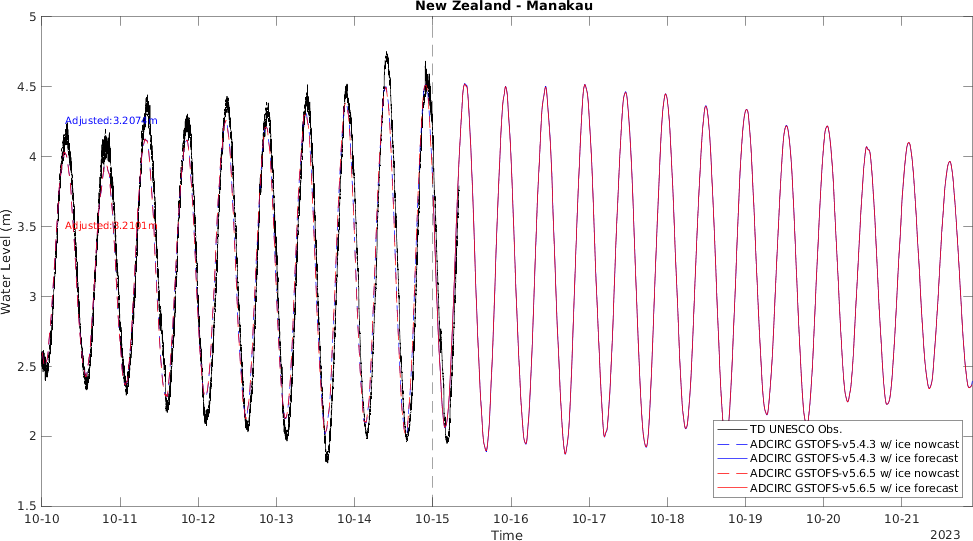 New Zealand - Manakau
5
4.5
4
3.5
3
2.5
2
1.5
Water Level (m)
Adjusted:3.2074m
Adjusted:3.2101m
TD UNESCO Obs.
ADCIRC GSTOFS-v5.4.3 w/ ice nowcast
ADCIRC GSTOFS-v5.4.3 w/ ice forecast
ADCIRC GSTOFS-v5.6.5 w/ ice nowcast
ADCIRC GSTOFS-v5.6.5 w/ ice forecast
10-10 10-11 10-12 10-13 10-14 10-15 10-16 10-17 10-18 10-19 10-20 10-21
Time
2023